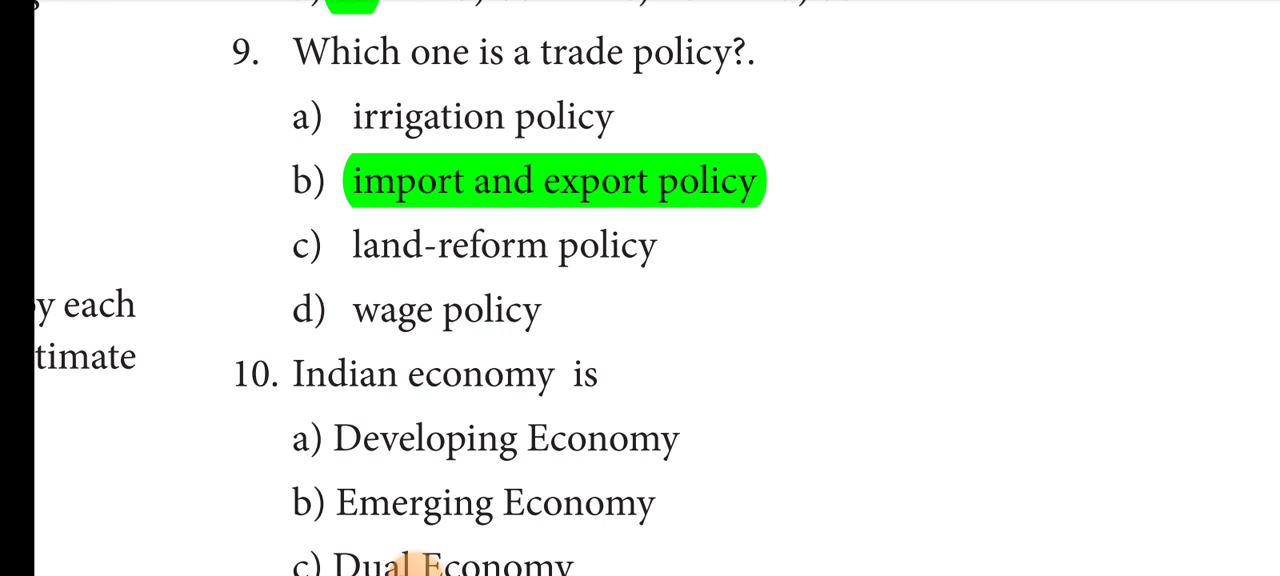 9. Which one is a trade policy?.
a) irrigation policy
b) import and export policy
c) land-reform policy
d) wage policy
y each
timate
10. Indian economy is
a) Developing Economy
b) Emerging Economy
c) Dual Economy